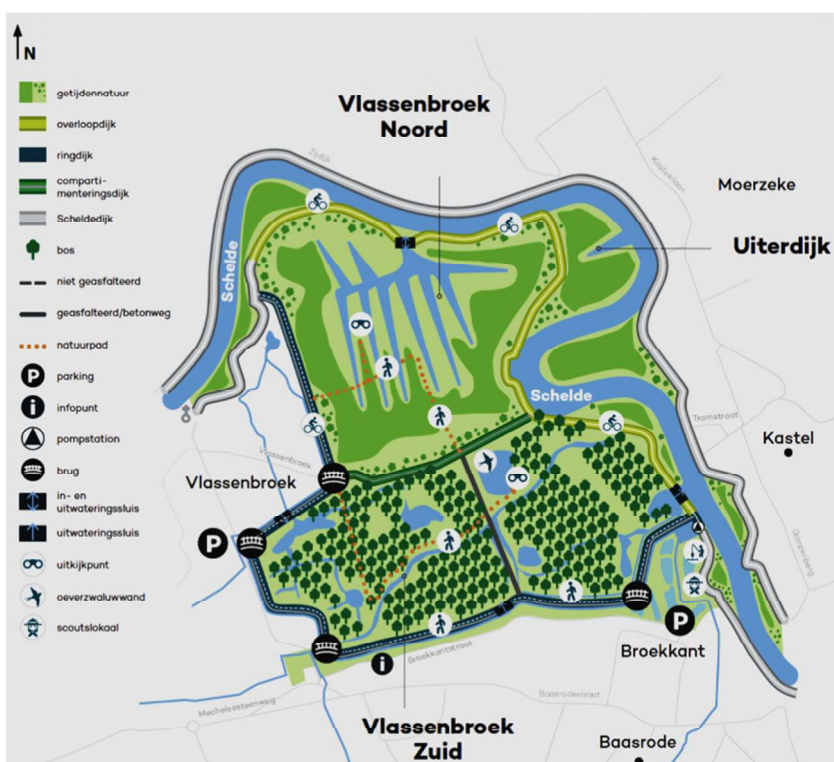 N
getijdennatuur
overloopdijk
ringdijk
comparti-
menteringsdijk
Scheldedijk
bos
niet geasfalteerd
geasfalteerd/betonweg
natuurpad
P
parking
i
infopunt
pompstation
brug
in- en
uitwateringssluis
uitwateringssluis
uitkijkpunt
oeverzwaluwwand
scoutslokaal
Vlassenbroek
Noord
Zijdijk
Kasteellaan
Moerzeke
Uiterdijk
Schelde
Schelde
Tramstraat
Kastel
Vlassenbroek
Vlassenbroek
P
P
i
Broekkantstraat
Broekkant
Baasrodestraat
Mechelsesteenweg
Vlassenbroek
Zuid
Baasrode